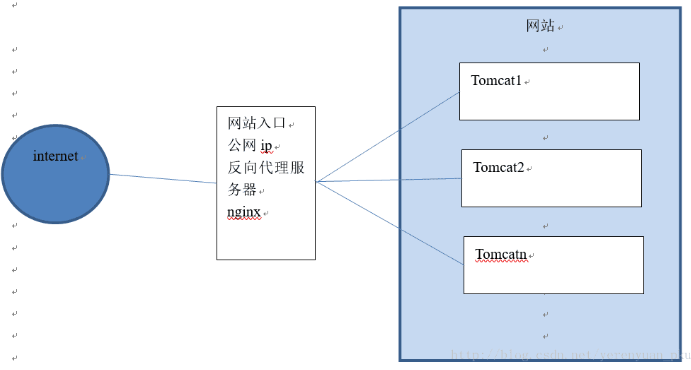 internet
网站入口
公网 ip
反向代理服
务器
nginx
网站
Tomcat1
Tomcat2
Tomcatn